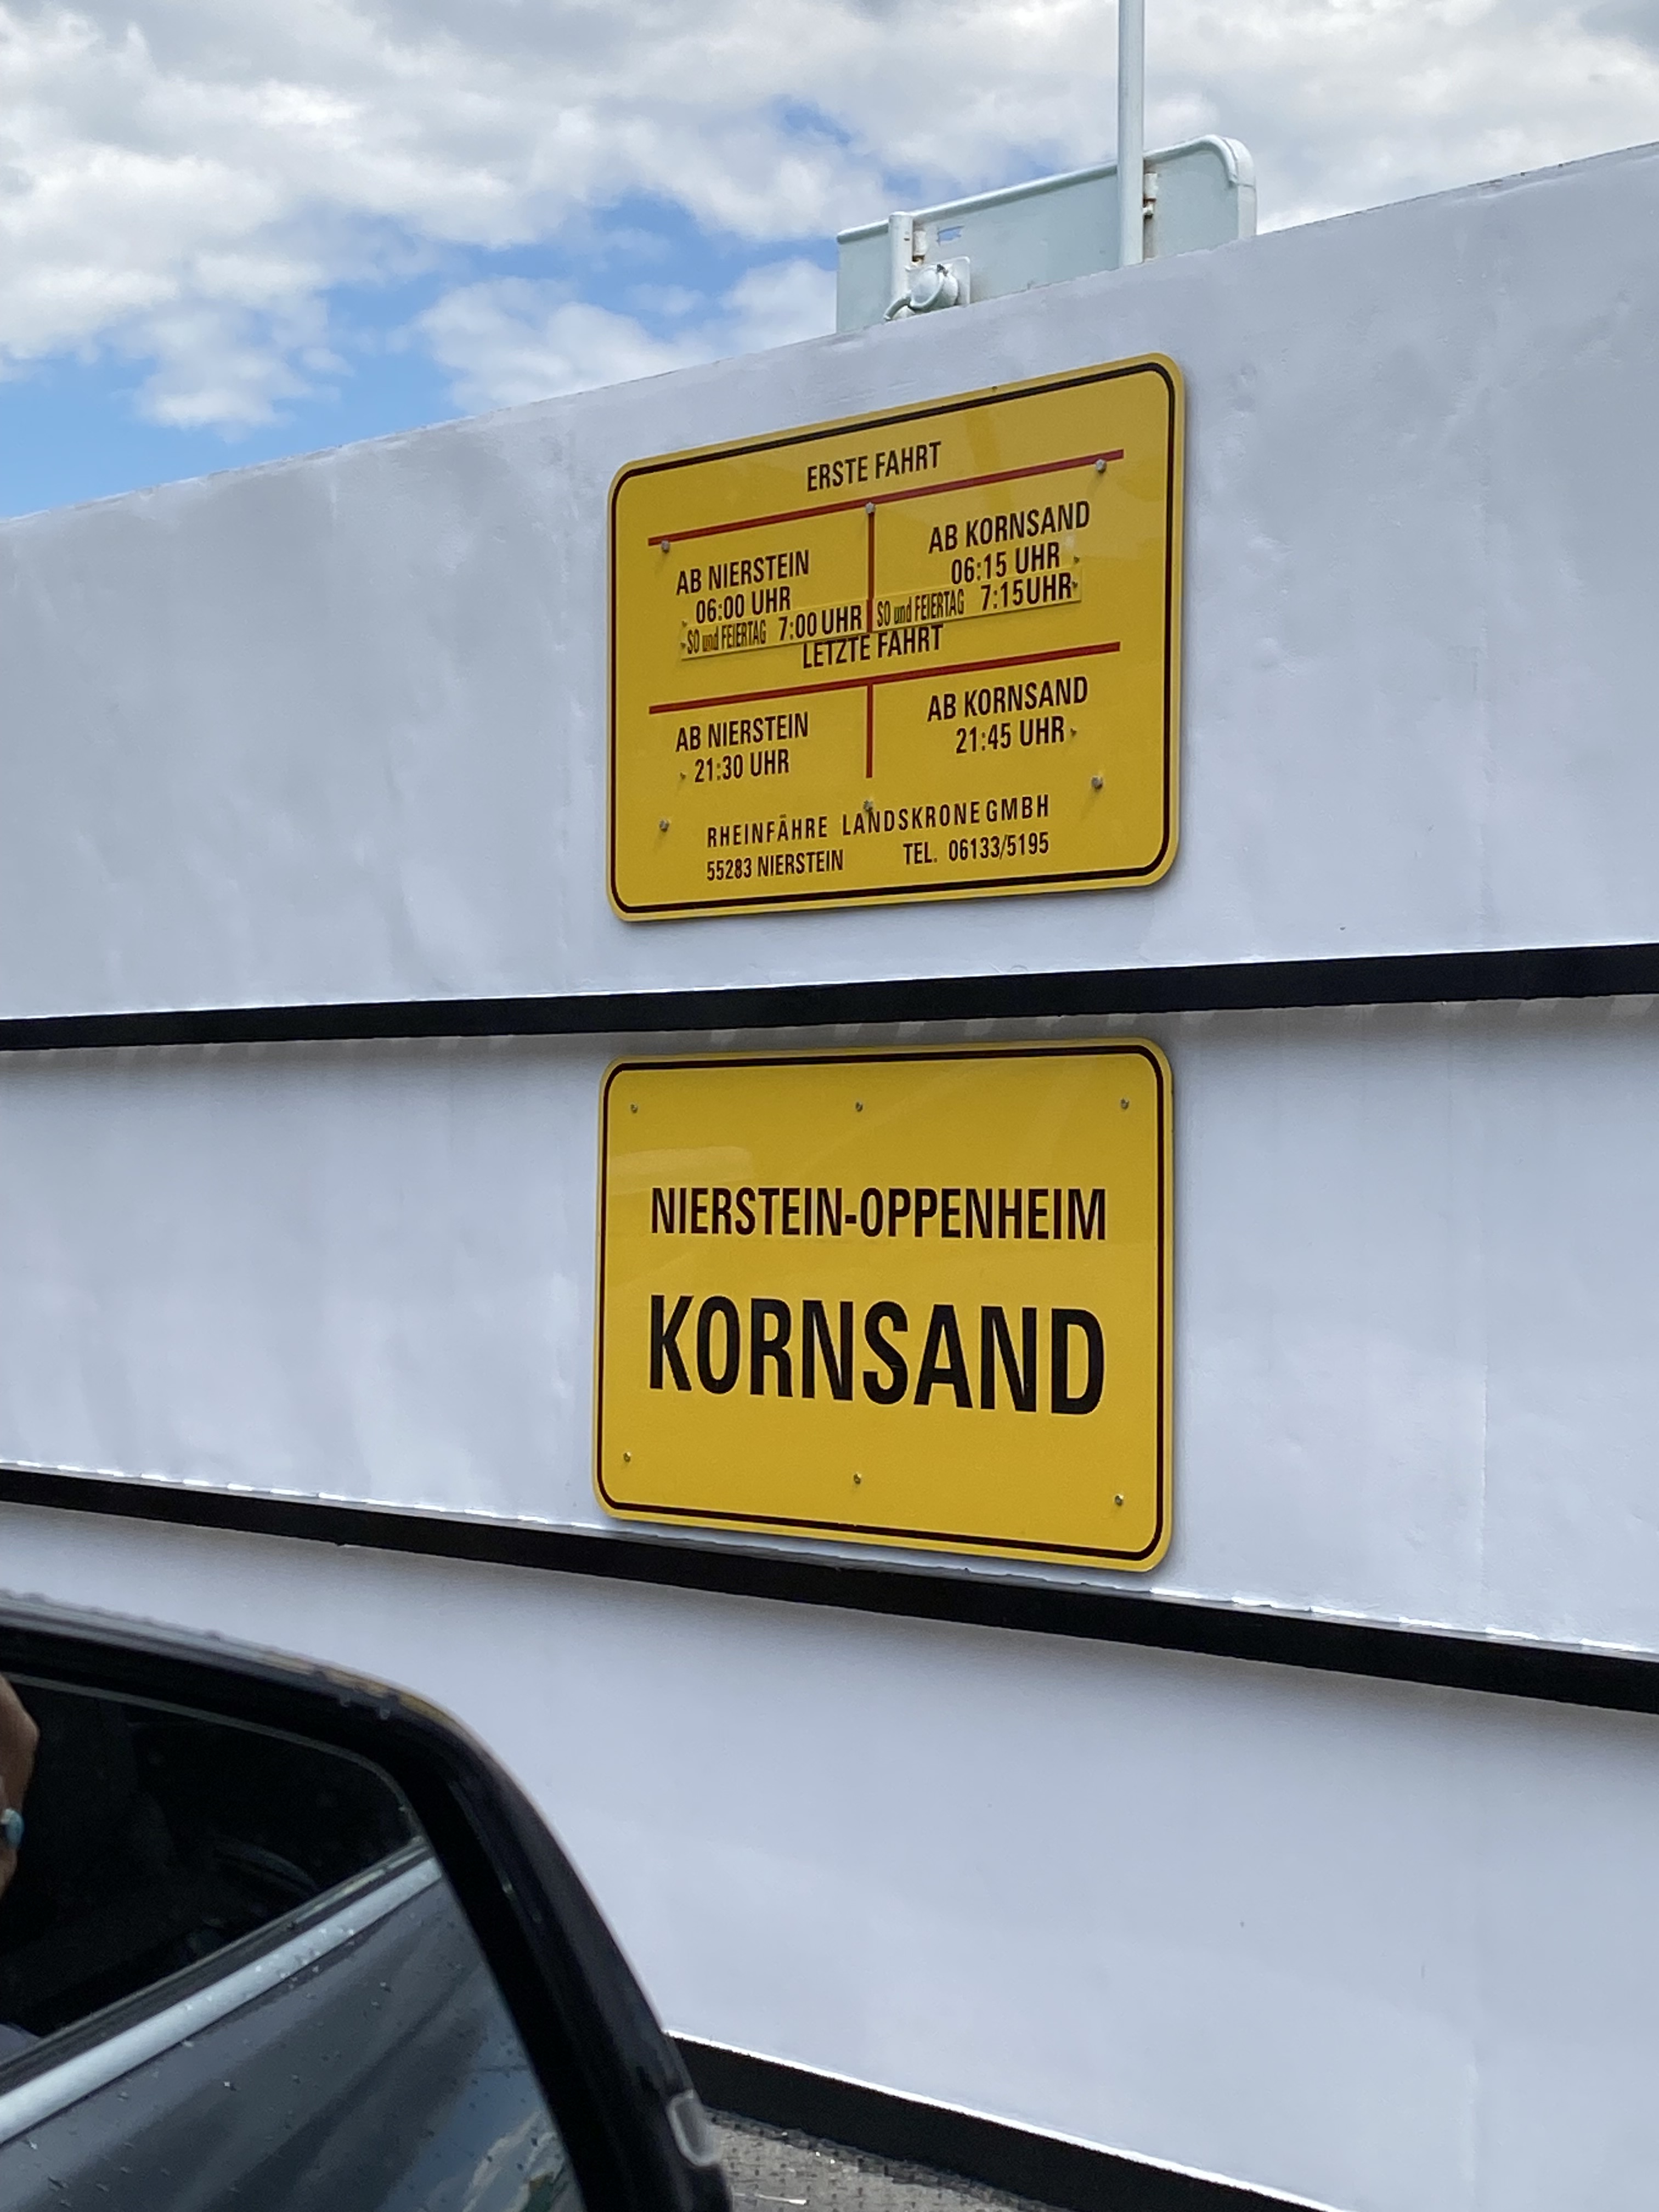 ERSTE FAHRT
AB NIERSTEIN
06:00 UHR
SO und FEIERTAG 7:00 UHR
AB KORNSAND
06:15 UHR
SO und FEIERTAG 7:15 UHR
LETZTE FAHRT
AB NIERSTEIN
21:30 UHR
AB KORNSAND
21:45 UHR
RHEINFÄHRE LANDSKRONE GMBH
55283 NIERSTEIN TEL. 06133/5195
NIERSTEIN-OPPENHEIM
KORNSAND